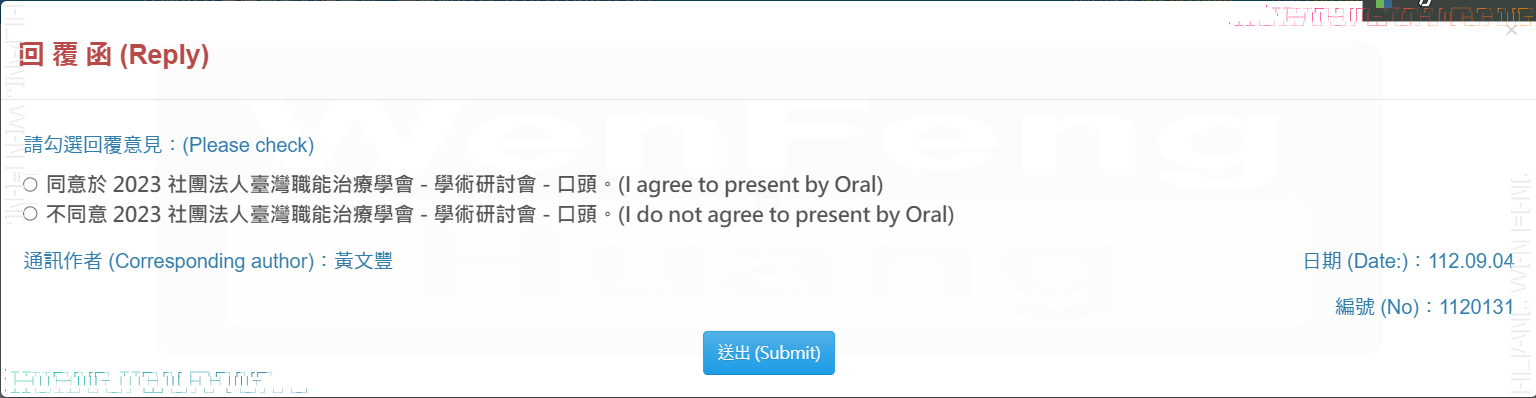 回 覆 函 (Reply)
請勾選回覆意見：(Please check)
同意於 2023 社團法人臺灣職能治療學會 - 學術研討會 - 口頭。(I agree to present by Oral)
不同意 2023 社團法人臺灣職能治療學會 - 學術研討會 - 口頭。(I do not agree to present by Oral)
通訊作者 (Corresponding author)：黃文豐
日期 (Date:)：112.09.04
編號 (No)：1120131
送出 (Submit)
WenFeng
Huang